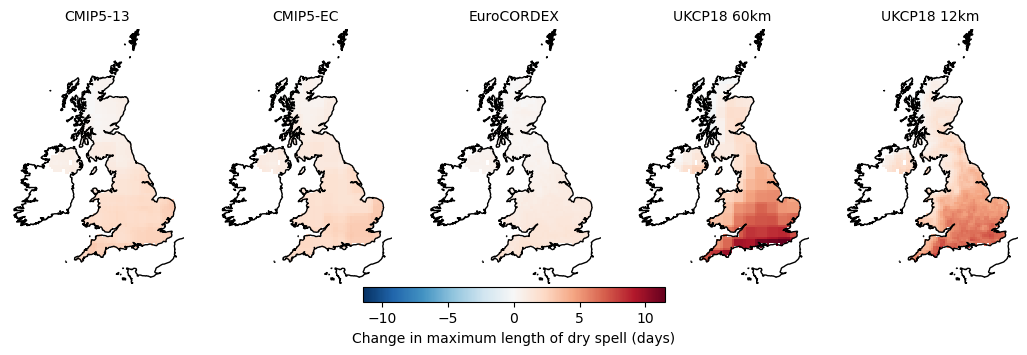 CMIP5-13 CMIP5-EC EuroCORDEX UKCP18 60km UKCP18 12km
−10 −5 0 5 10
Change in maximum length of dry spell (days)